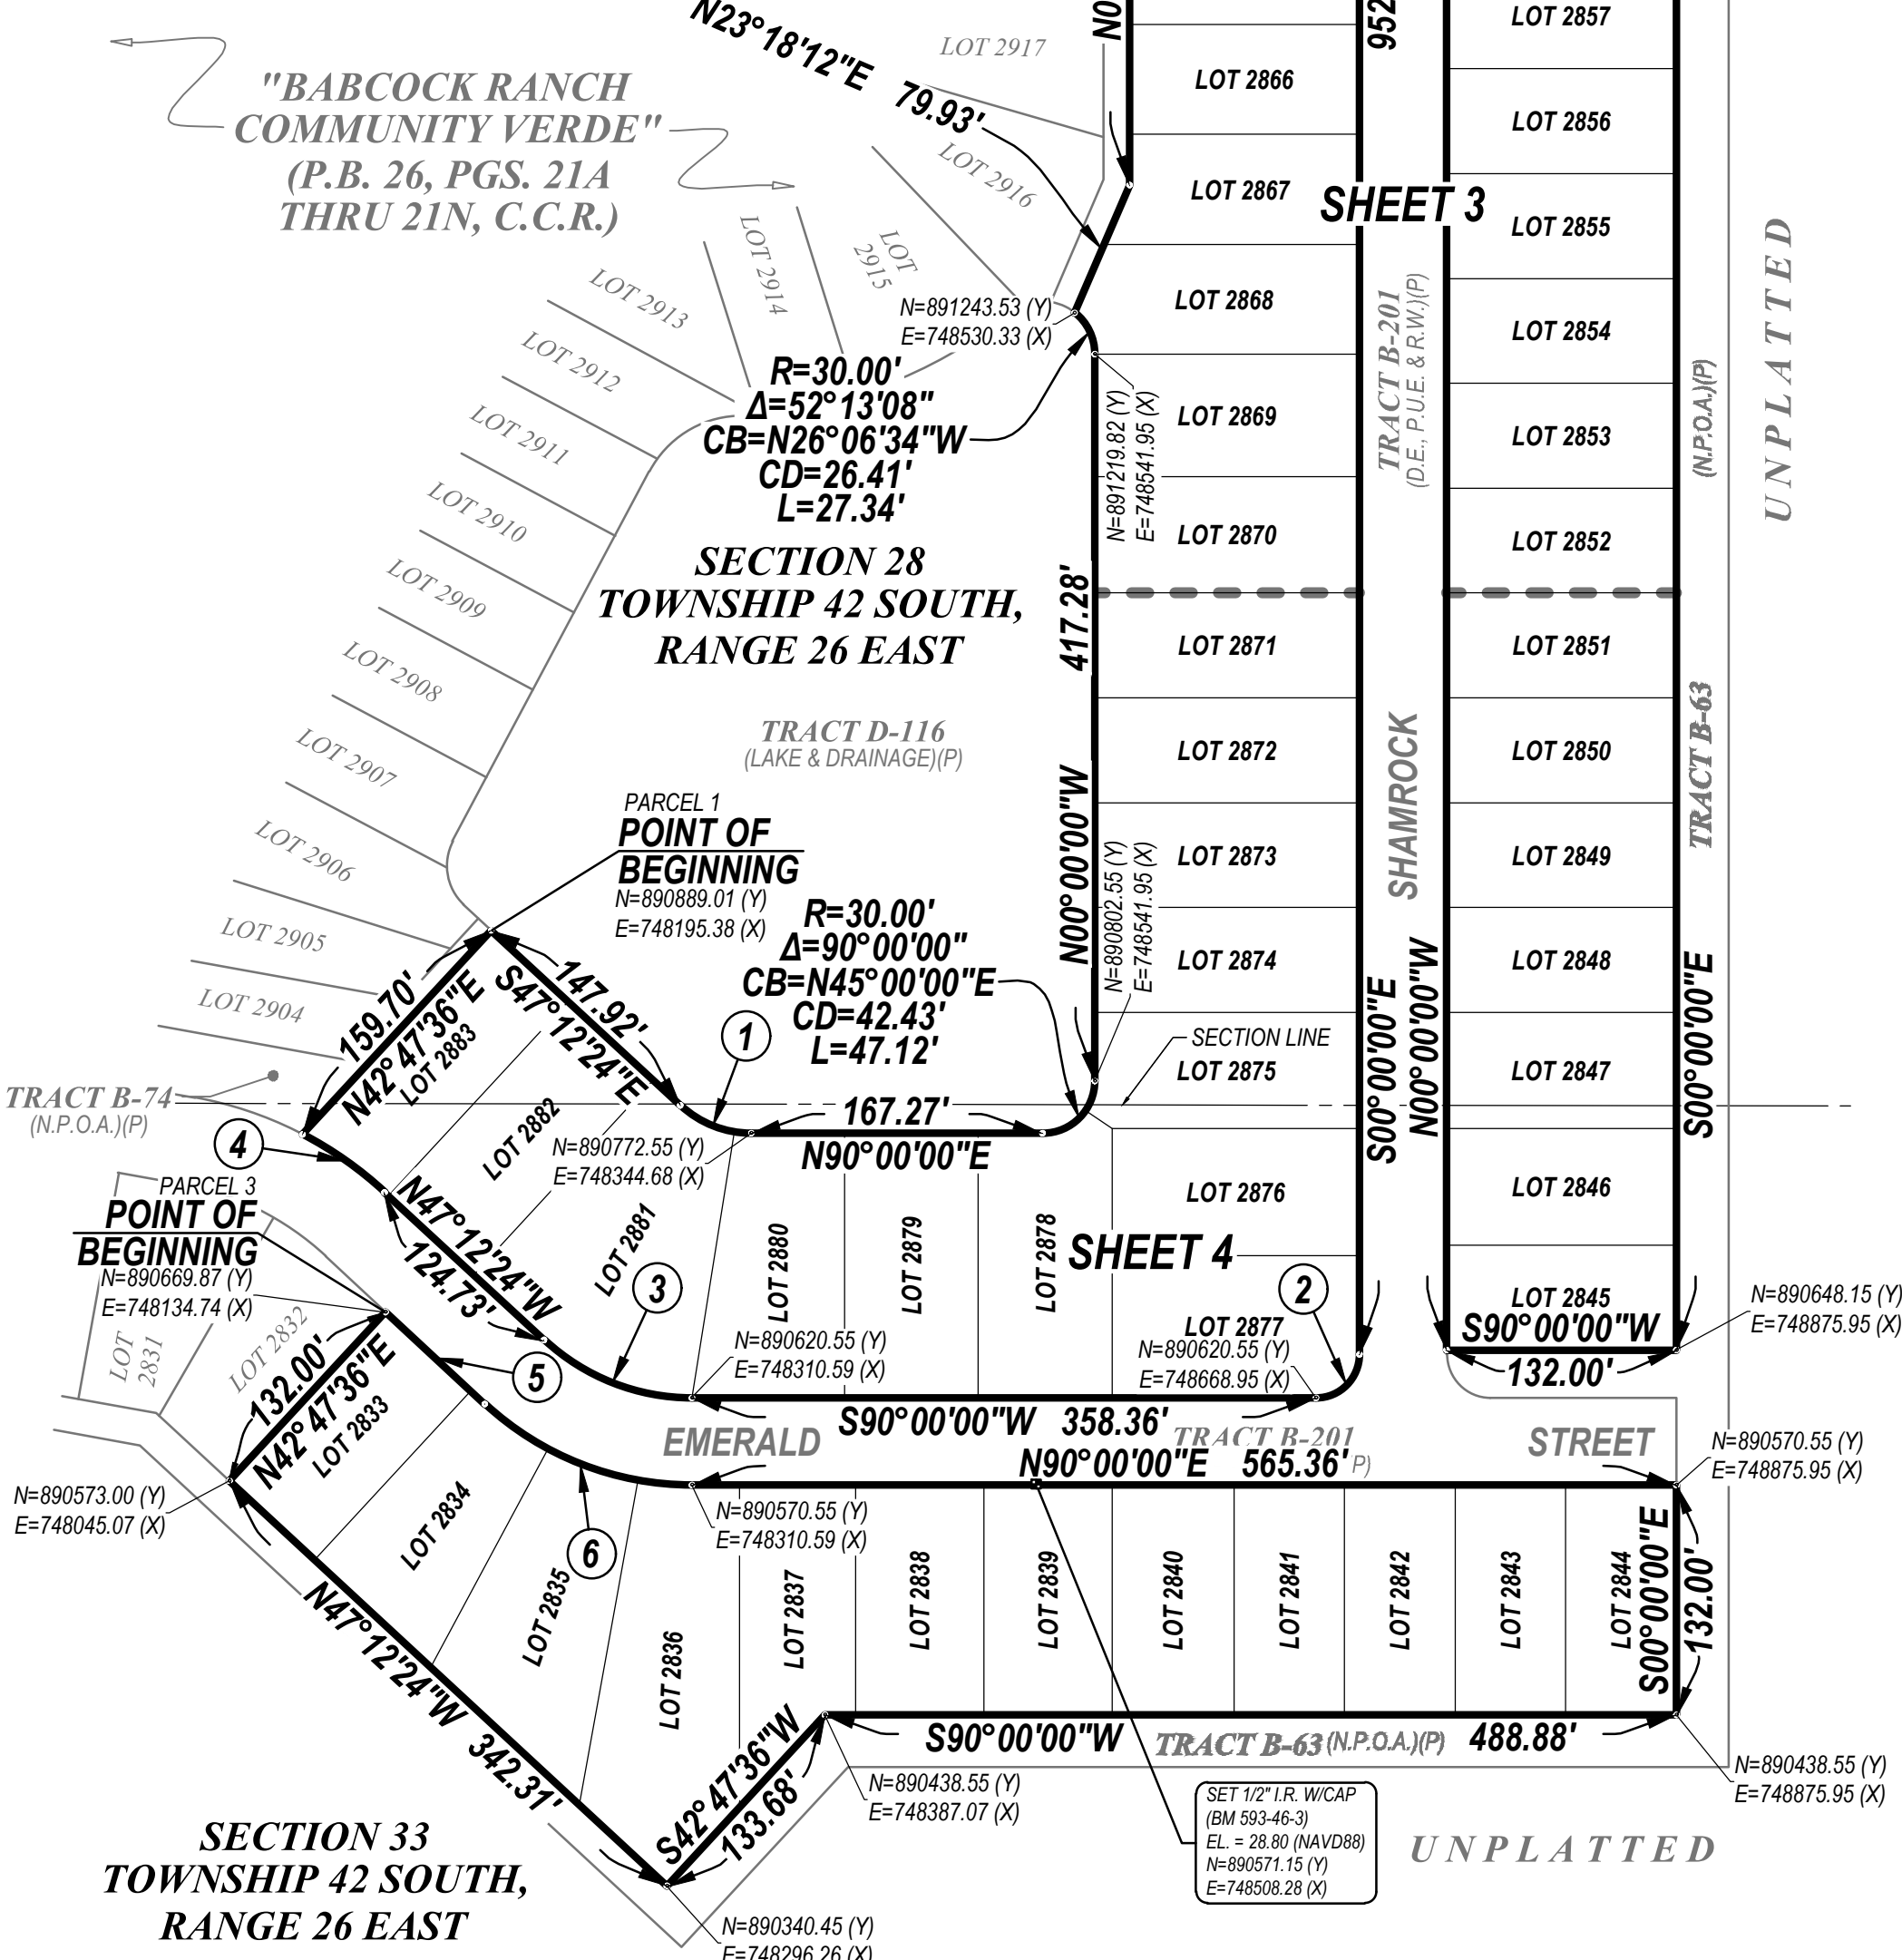 N23°18'12"E 79.93'
N0
952
"BABCOCK RANCH
COMMUNITY VERDE"
(P.B. 26, PGS. 21A
THRU 21N, C.C.R.)
LOT 2917
LOT 2916
LOT
2915
LOT 2914
LOT 2913
LOT 2912
LOT 2911
LOT 2910
LOT 2909
LOT 2908
LOT 2907
LOT 2906
LOT 2905
LOT 2904
LOT 2866
LOT 2867
LOT 2868
LOT 2869
LOT 2870
LOT 2871
LOT 2872
LOT 2873
LOT 2874
LOT 2875
LOT 2876
LOT 2877
LOT 2857
LOT 2856
LOT 2855
LOT 2854
LOT 2853
LOT 2852
LOT 2851
LOT 2850
LOT 2849
LOT 2848
LOT 2847
LOT 2846
LOT 2845
SHEET 3
TRACT B-201
(D.E., P.U.E. & R.W.)(P)
SHAMROCK
UNPLATTED
(N.P.O.A.)(P)
TRACT B-63
N=891243.53 (Y)
E=748530.33 (X)
R=30.00'
Δ=52°13'08"
CB=N26°06'34"W
CD=26.41'
L=27.34'
N=891219.82 (Y)
E=748541.95 (X)
SECTION 28
TOWNSHIP 42 SOUTH,
RANGE 26 EAST
TRACT D-116
(LAKE & DRAINAGE)(P)
417.28'
N00°00'00"W
N=890802.55 (Y)
E=748541.95 (X)
PARCEL 1
POINT OF
BEGINNING
N=890889.01 (Y)
E=748195.38 (X)
R=30.00'
Δ=90°00'00"
CB=N45°00'00"E
CD=42.43'
L=47.12'
S00°00'00"E
N00°00'00"W
S00°00'00"E
SECTION LINE
159.70'
N42°47'36"E
LOT 2883
147.92'
S47°12'24"E
1
167.27'
N90°00'00"E
TRACT B-74
(N.P.O.A.)(P)
4
LOT 2882
N=890772.55 (Y)
E=748344.68 (X)
N47°12'24"W
124.73'
LOT 2881
3
LOT 2880
LOT 2879
LOT 2878
SHEET 4
2
PARCEL 3
POINT OF
BEGINNING
N=890669.87 (Y)
E=748134.74 (X)
LOT
2831
LOT 2832
132.00'
N42°47'36"E
LOT 2833
5
N=890620.55 (Y)
E=748310.59 (X)
N=890620.55 (Y)
E=748668.95 (X)
S90°00'00"W
132.00'
N=890648.15 (Y)
E=748875.95 (X)
S90°00'00"W 358.36'
EMERALD
TRACT B-201
STREET
N90°00'00"E 565.36'
P)
N=890570.55 (Y)
E=748875.95 (X)
N=890573.00 (Y)
E=748045.07 (X)
N=890570.55 (Y)
E=748310.59 (X)
LOT 2834
LOT 2835
6
LOT 2836
LOT 2837
LOT 2838
LOT 2839
LOT 2840
LOT 2841
LOT 2842
LOT 2843
LOT 2844
S00°00'00"E
132.00'
N47°12'24"W 342.31'
S42°47'36"W
133.68'
S90°00'00"W
TRACT B-63 (N.P.O.A.)(P)
488.88'
N=890438.55 (Y)
E=748387.07 (X)
N=890438.55 (Y)
E=748875.95 (X)
SET 1/2" I.R. W/CAP
(BM 593-46-3)
EL. = 28.80 (NAVD88)
N=890571.15 (Y)
E=748508.28 (X)
UNPLATTED
SECTION 33
TOWNSHIP 42 SOUTH,
RANGE 26 EAST
N=890340.45 (Y)
E=748296.26 (X)